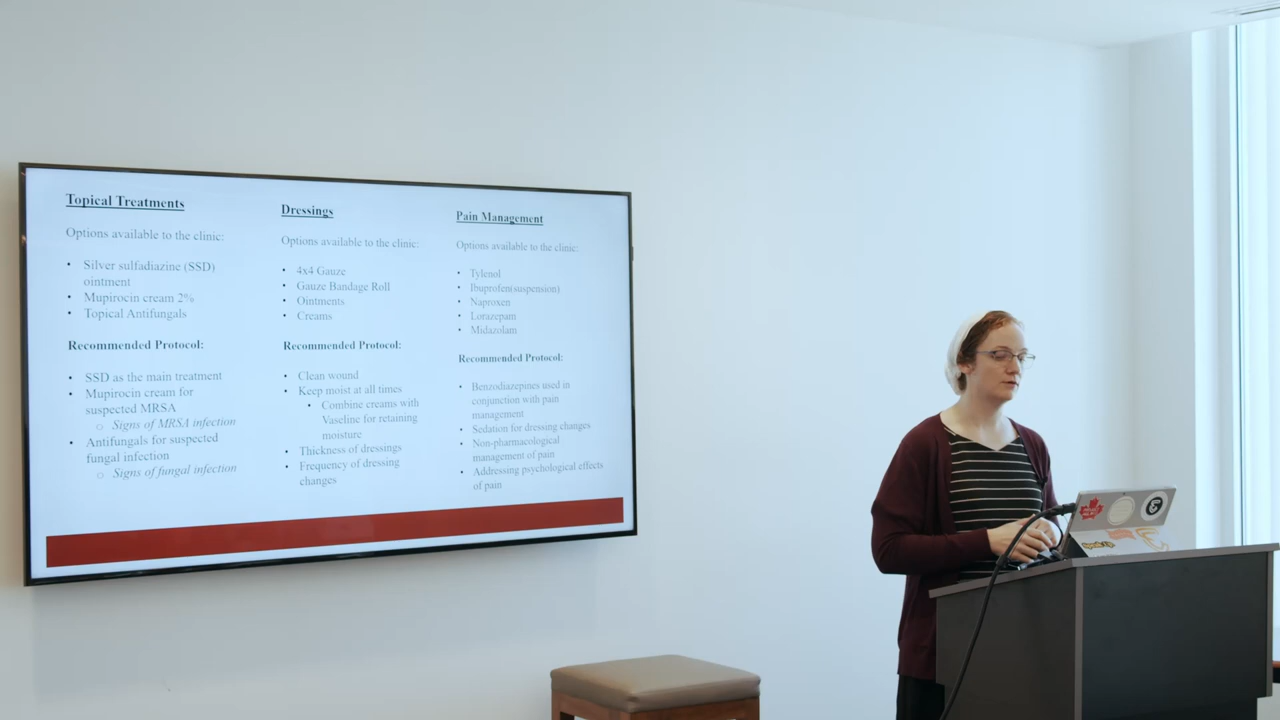 Topical Treatments
Options available to the clinic:
• Silver sulfadiazine (SSD)
ointment
• Mupirocin cream 2%
• Topical Antifungals
Recommended Protocol:
• SSD as the main treatment
• Mupirocin cream for
suspected MRSA
○ Signs of MRSA infection
• Antifungals for suspected
fungal infection
○ Signs of fungal infection
Dressings
Options available to the clinic:
• 4x4 Gauze
• Gauze Bandage Roll
• Ointments
• Creams
Recommended Protocol:
• Clean wound
• Keep moist at all times
• Combine creams with
Vaseline for retaining
moisture
• Thickness of dressings
• Frequency of dressing
changes
Pain Management
Options available to the clinic:
• Tylenol
• Ibuprofen(suspension)
• Naproxen
• Lorazepam
• Midazolam
Recommended Protocol:
• Benzodiazepines used in
conjunction with pain
management
• Sedation for dressing changes
• Non-pharmacological
management of pain
• Addressing psychological effects
of pain